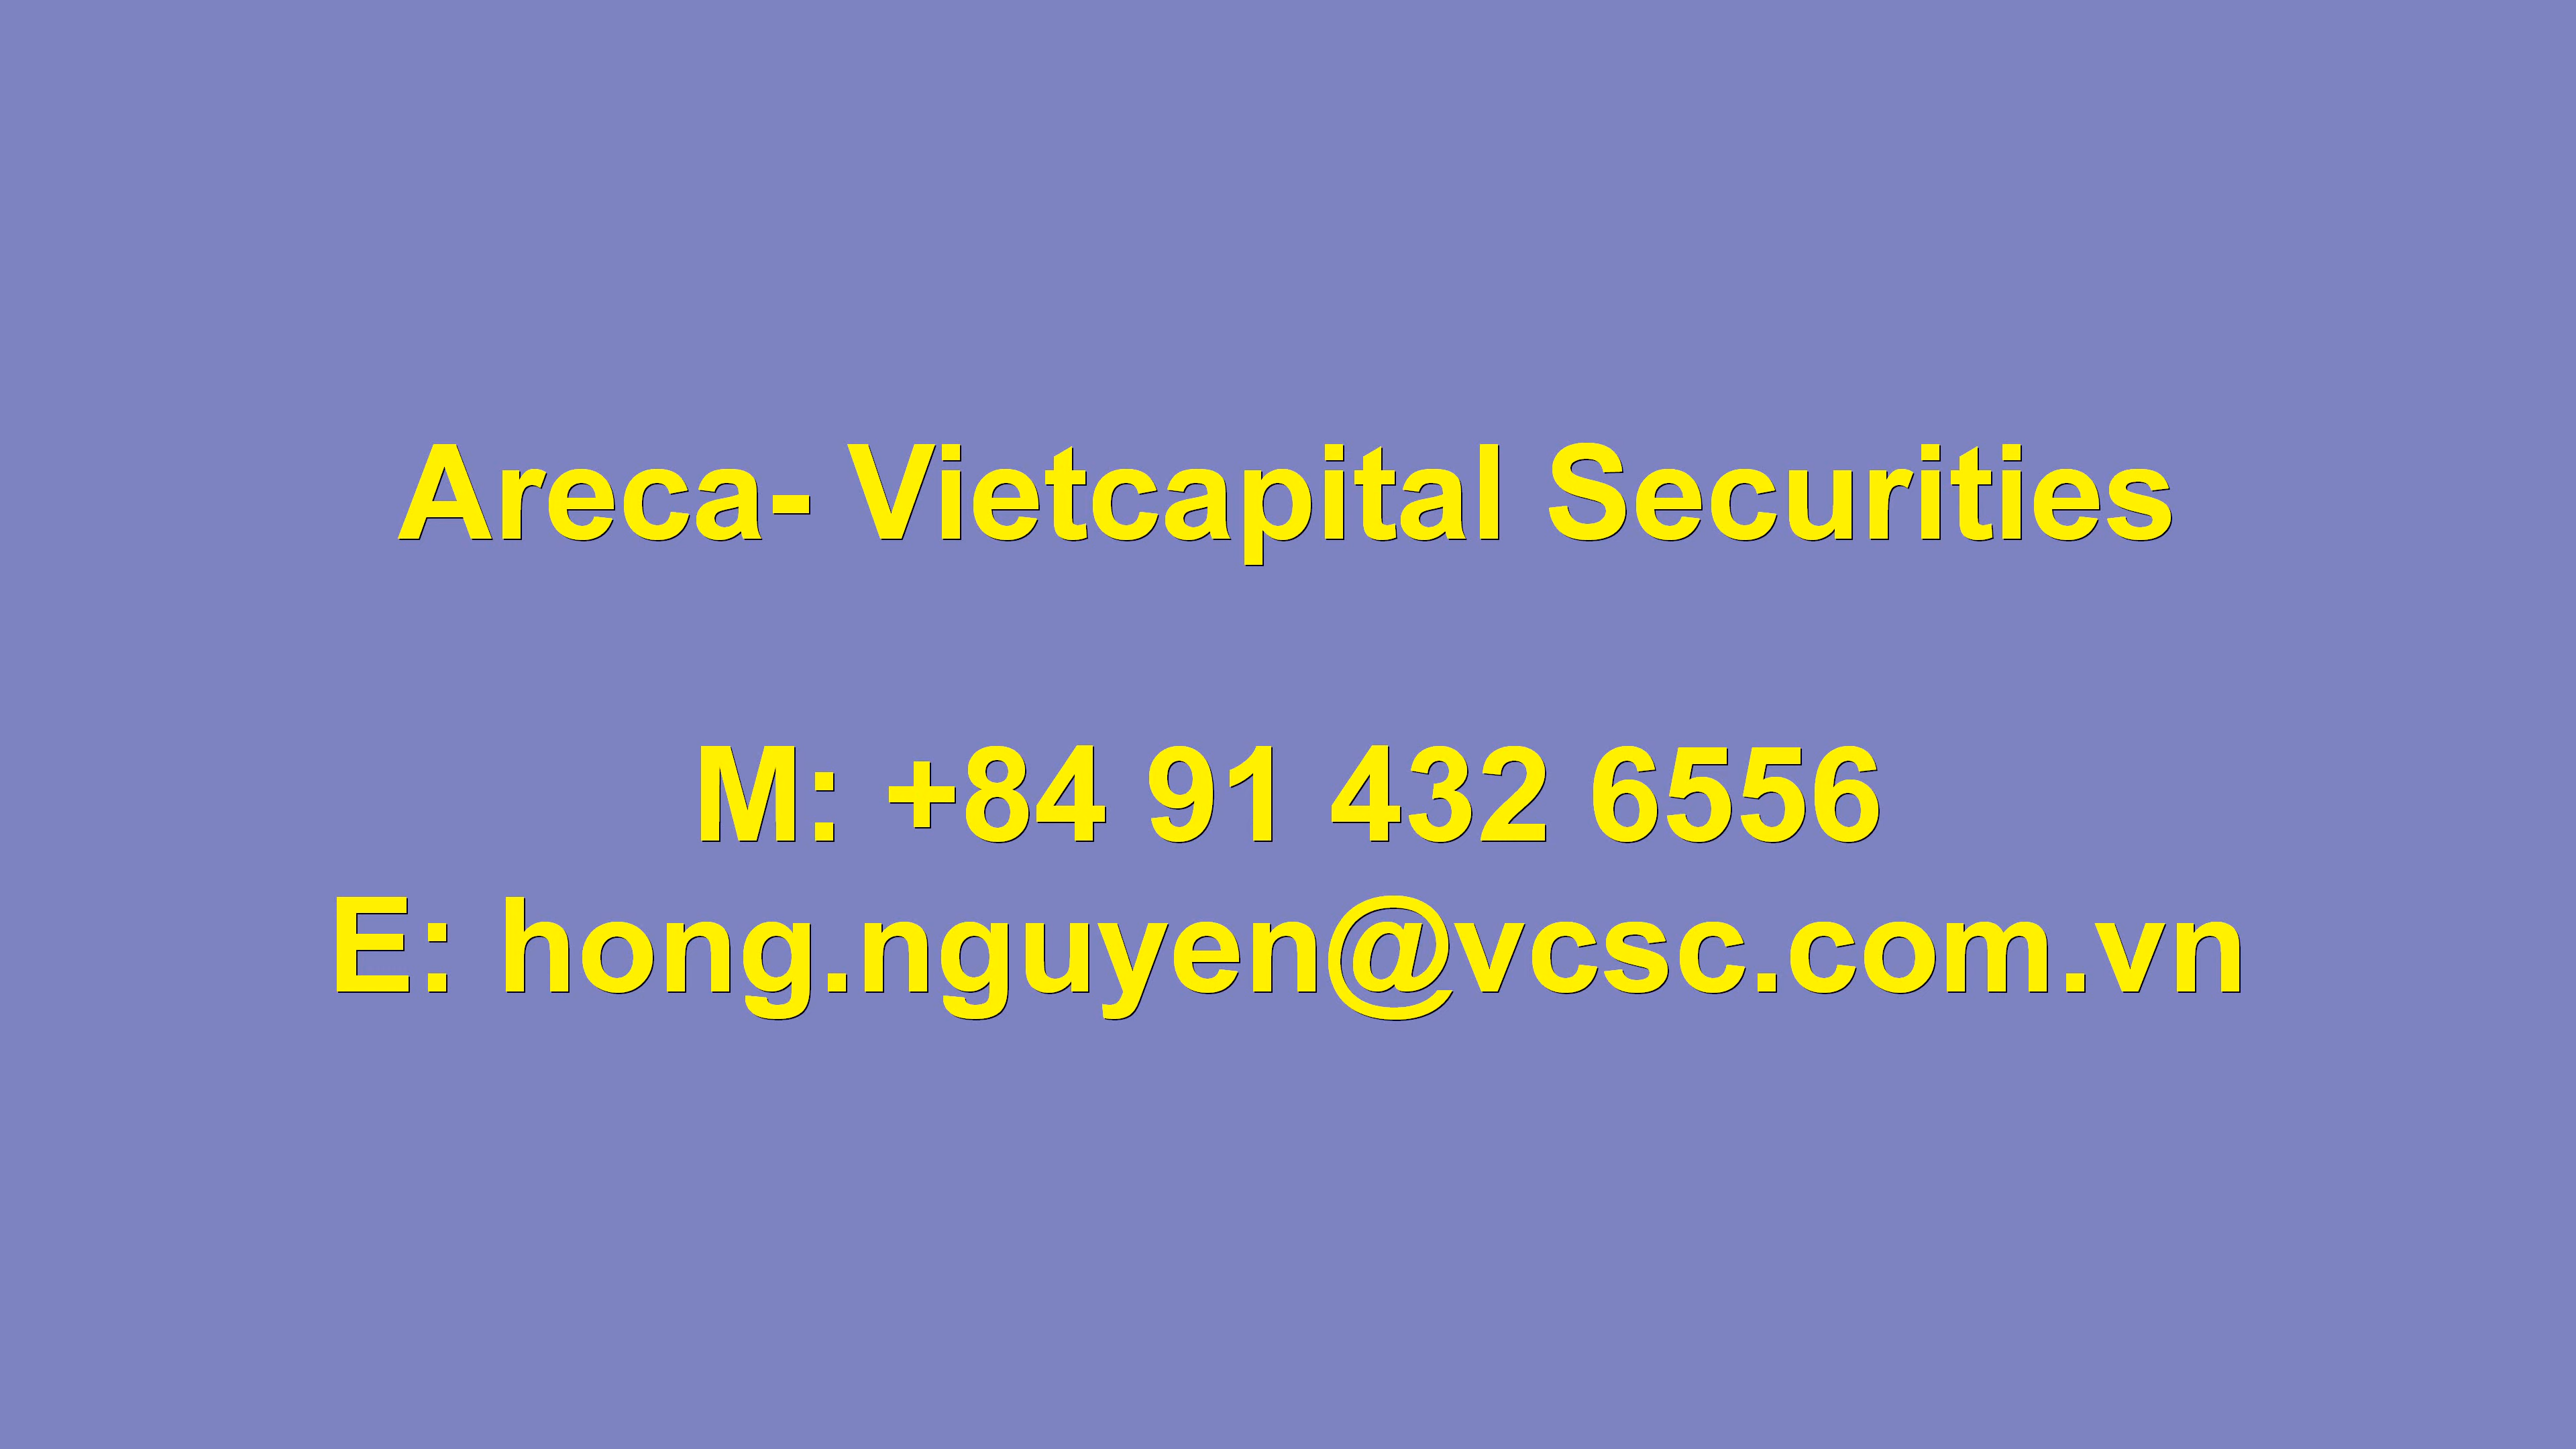 Areca- Vietcapital Securities
M: +84 91 432 6556
E: hong.nguyen@vcsc.com.vn